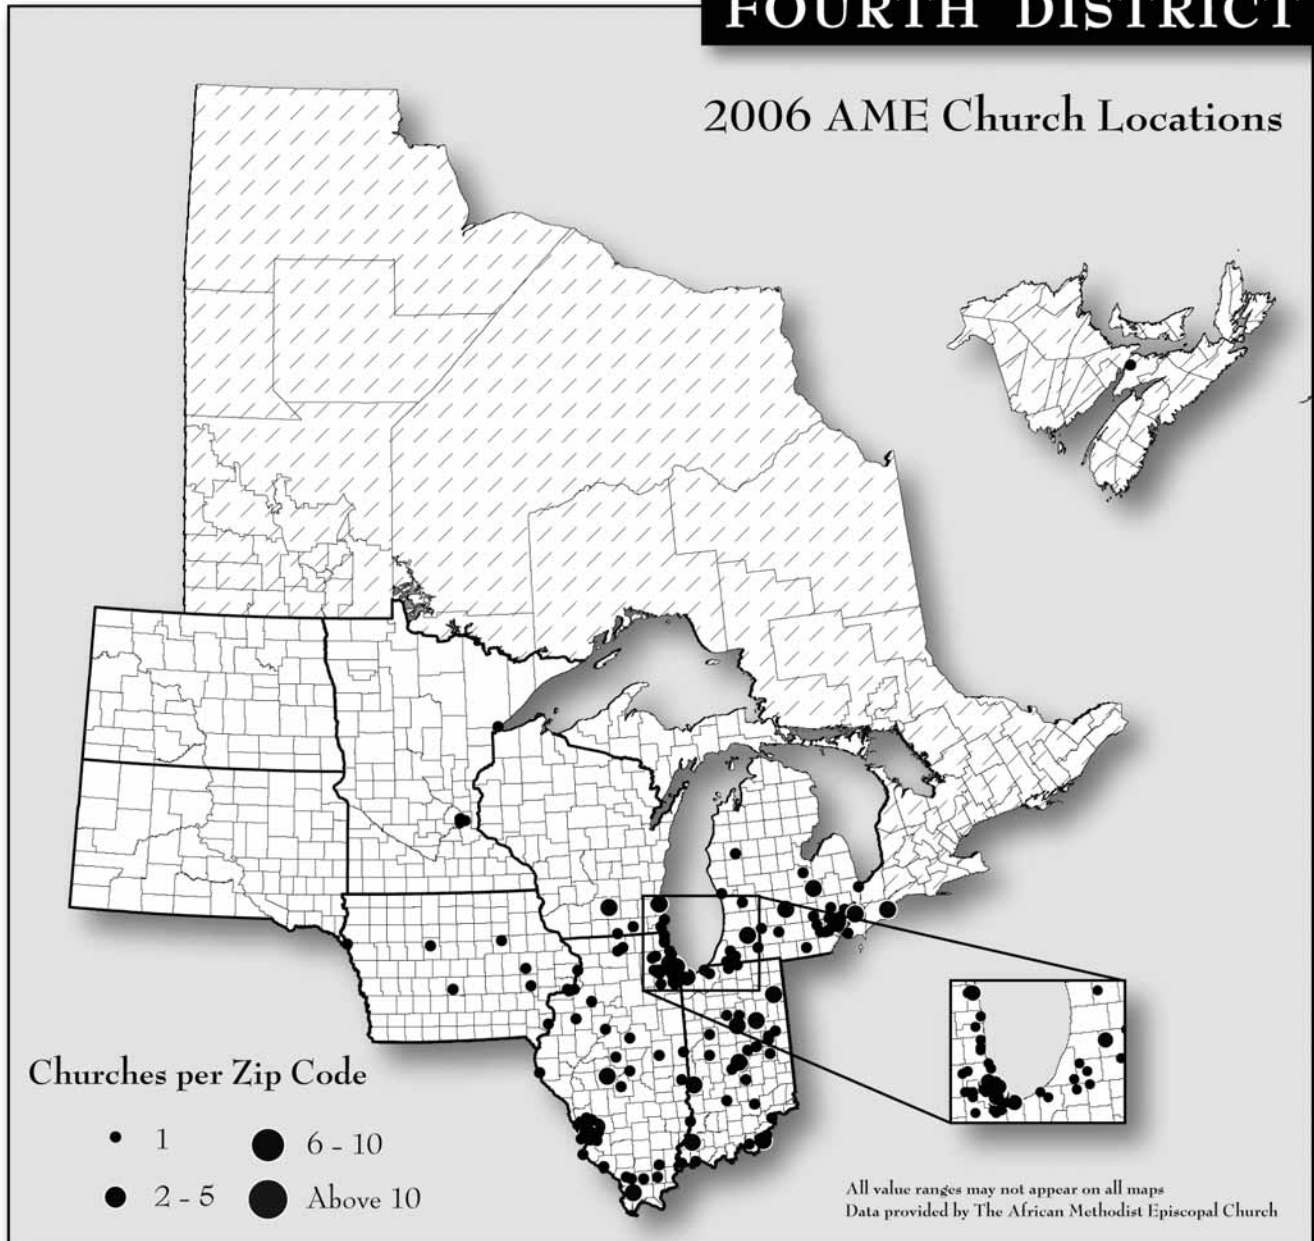 FOURTH DISTRICT
2006 AME Church Locations
Churches per Zip Code
1
6 - 10
2 - 5
Above 10
All value ranges may not appear on all maps
Data provided by The African Methodist Episcopal Church